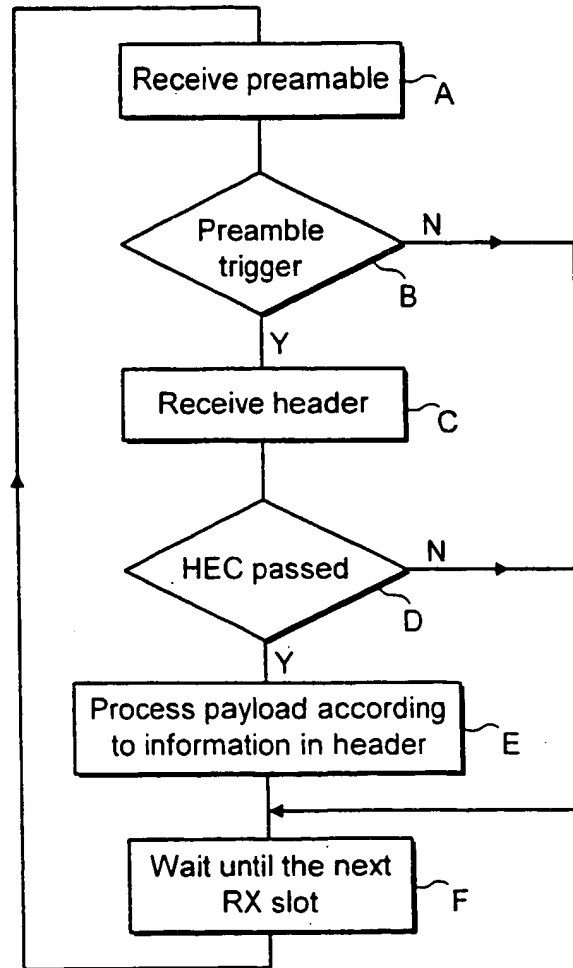 Receive preamable
A
Preamble
trigger
N
B
Y
Receive header
C
HEC passed
N
D
Y
Process payload according
to information in header
E
Wait until the next
RX slot
F